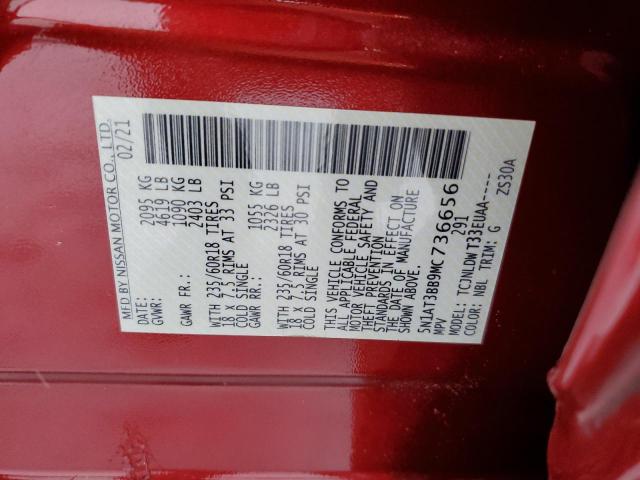 MFD BY NISSAN MOTOR CO., LTD.
DATE: 02/21
GVWR: 2095 KG
4619 LB
GAWR FR.: 1090 KG
2403 LB
WITH 235/60R18 TIRES
18 X 7.5 RIMS AT 33 PSI
COLD SINGLE
GAWR RR.: 1055 KG
2326 LB
WITH 235/60R18 TIRES
18 X 7.5 RIMS AT 30 PSI
COLD SINGLE
THIS VEHICLE CONFORMS TO
ALL APPLICABLE FEDERAL
MOTOR VEHICLE SAFETY AND
THEFT PREVENTION
STANDARDS IN EFFECT ON
THE DATE OF MANUFACTURE
SHOWN ABOVE.
5N1AT3BB9MC736656
MPV 291
MODEL: TCJNLDWT33EUAA----
COLOR: NBL TRIM: G ZS30A